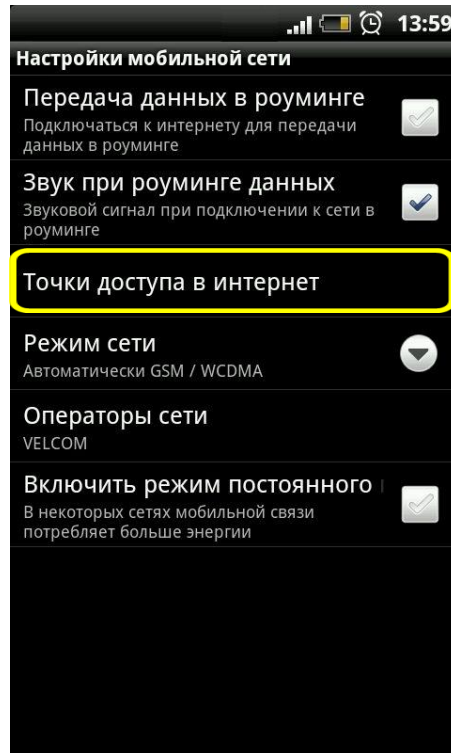 13:59
Настройки мобильной сети
Передача данных в роуминге
Подключаться к интернету для передачи
данных в роуминге
Звук при роуминге данных
Звуковой сигнал при подключении к сети в
роуминге
Точки доступа в интернет
Режим сети
Автоматически GSM / WCDMA
Операторы сети
VELCOM
Включить режим постоянного
В некоторых сетях мобильной связи
потребляет больше энергии